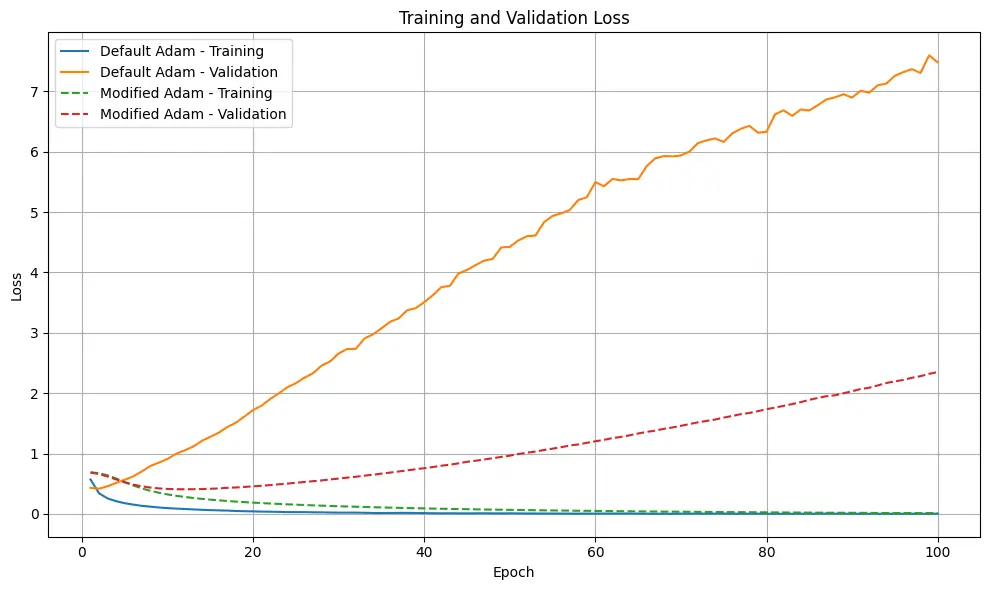 Training and Validation Loss
Default Adam - Training
Default Adam - Validation
Modified Adam - Training
Modified Adam - Validation
7
6
5
4
3
2
1
0
Loss
0 20 40 60 80 100
Epoch